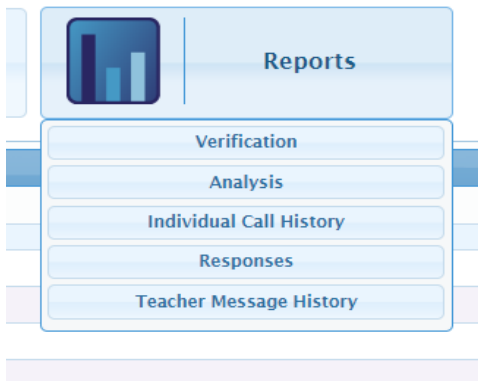 Reports
Verification
Analysis
Individual Call History
Responses
Teacher Message History